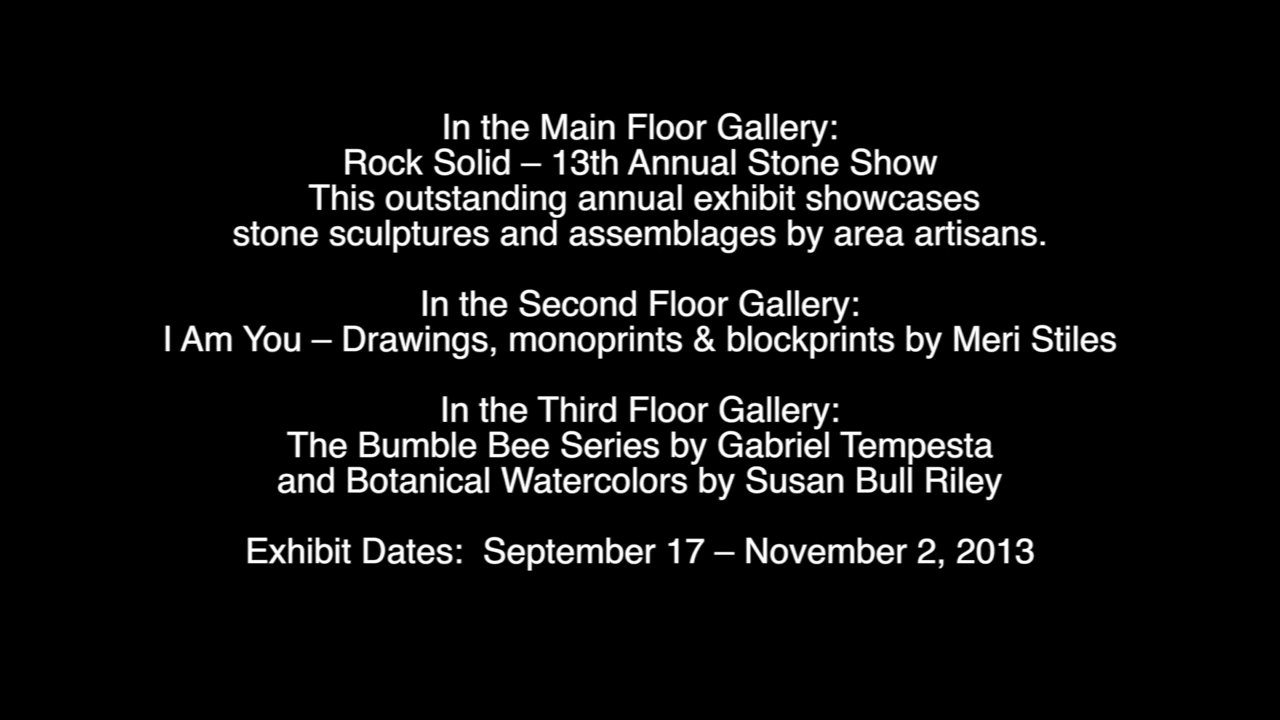 In the Main Floor Gallery:
Rock Solid – 13th Annual Stone Show
This outstanding annual exhibit showcases
stone sculptures and assemblages by area artisans.
In the Second Floor Gallery:
I Am You – Drawings, monoprints & blockprints by Meri Stiles
In the Third Floor Gallery:
The Bumble Bee Series by Gabriel Tempesta
and Botanical Watercolors by Susan Bull Riley
Exhibit Dates:  September 17 – November 2, 2013